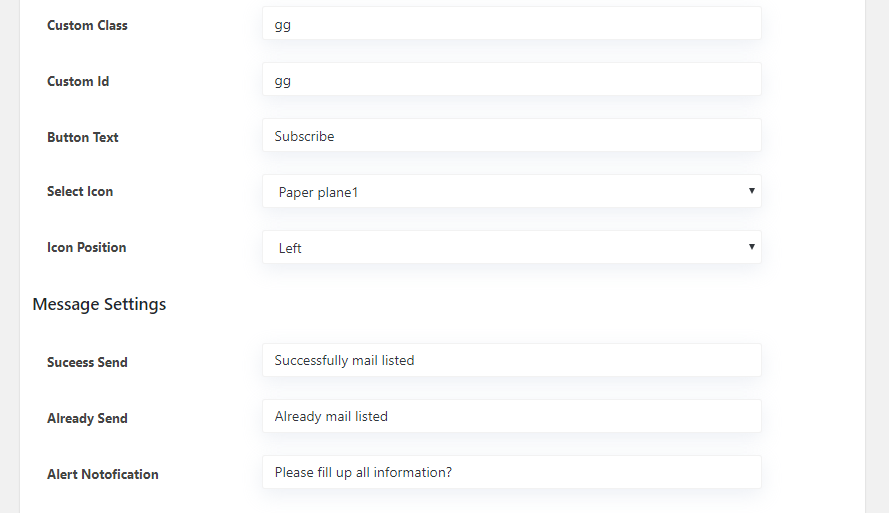 Custom Class
gg
Custom Id
gg
Button Text
Subscribe
Select Icon
Paper plane1
Icon Position
Left
Message Settings
Suceess Send
Successfully mail listed
Already Send
Already mail listed
Alert Notofication
Please fill up all information?